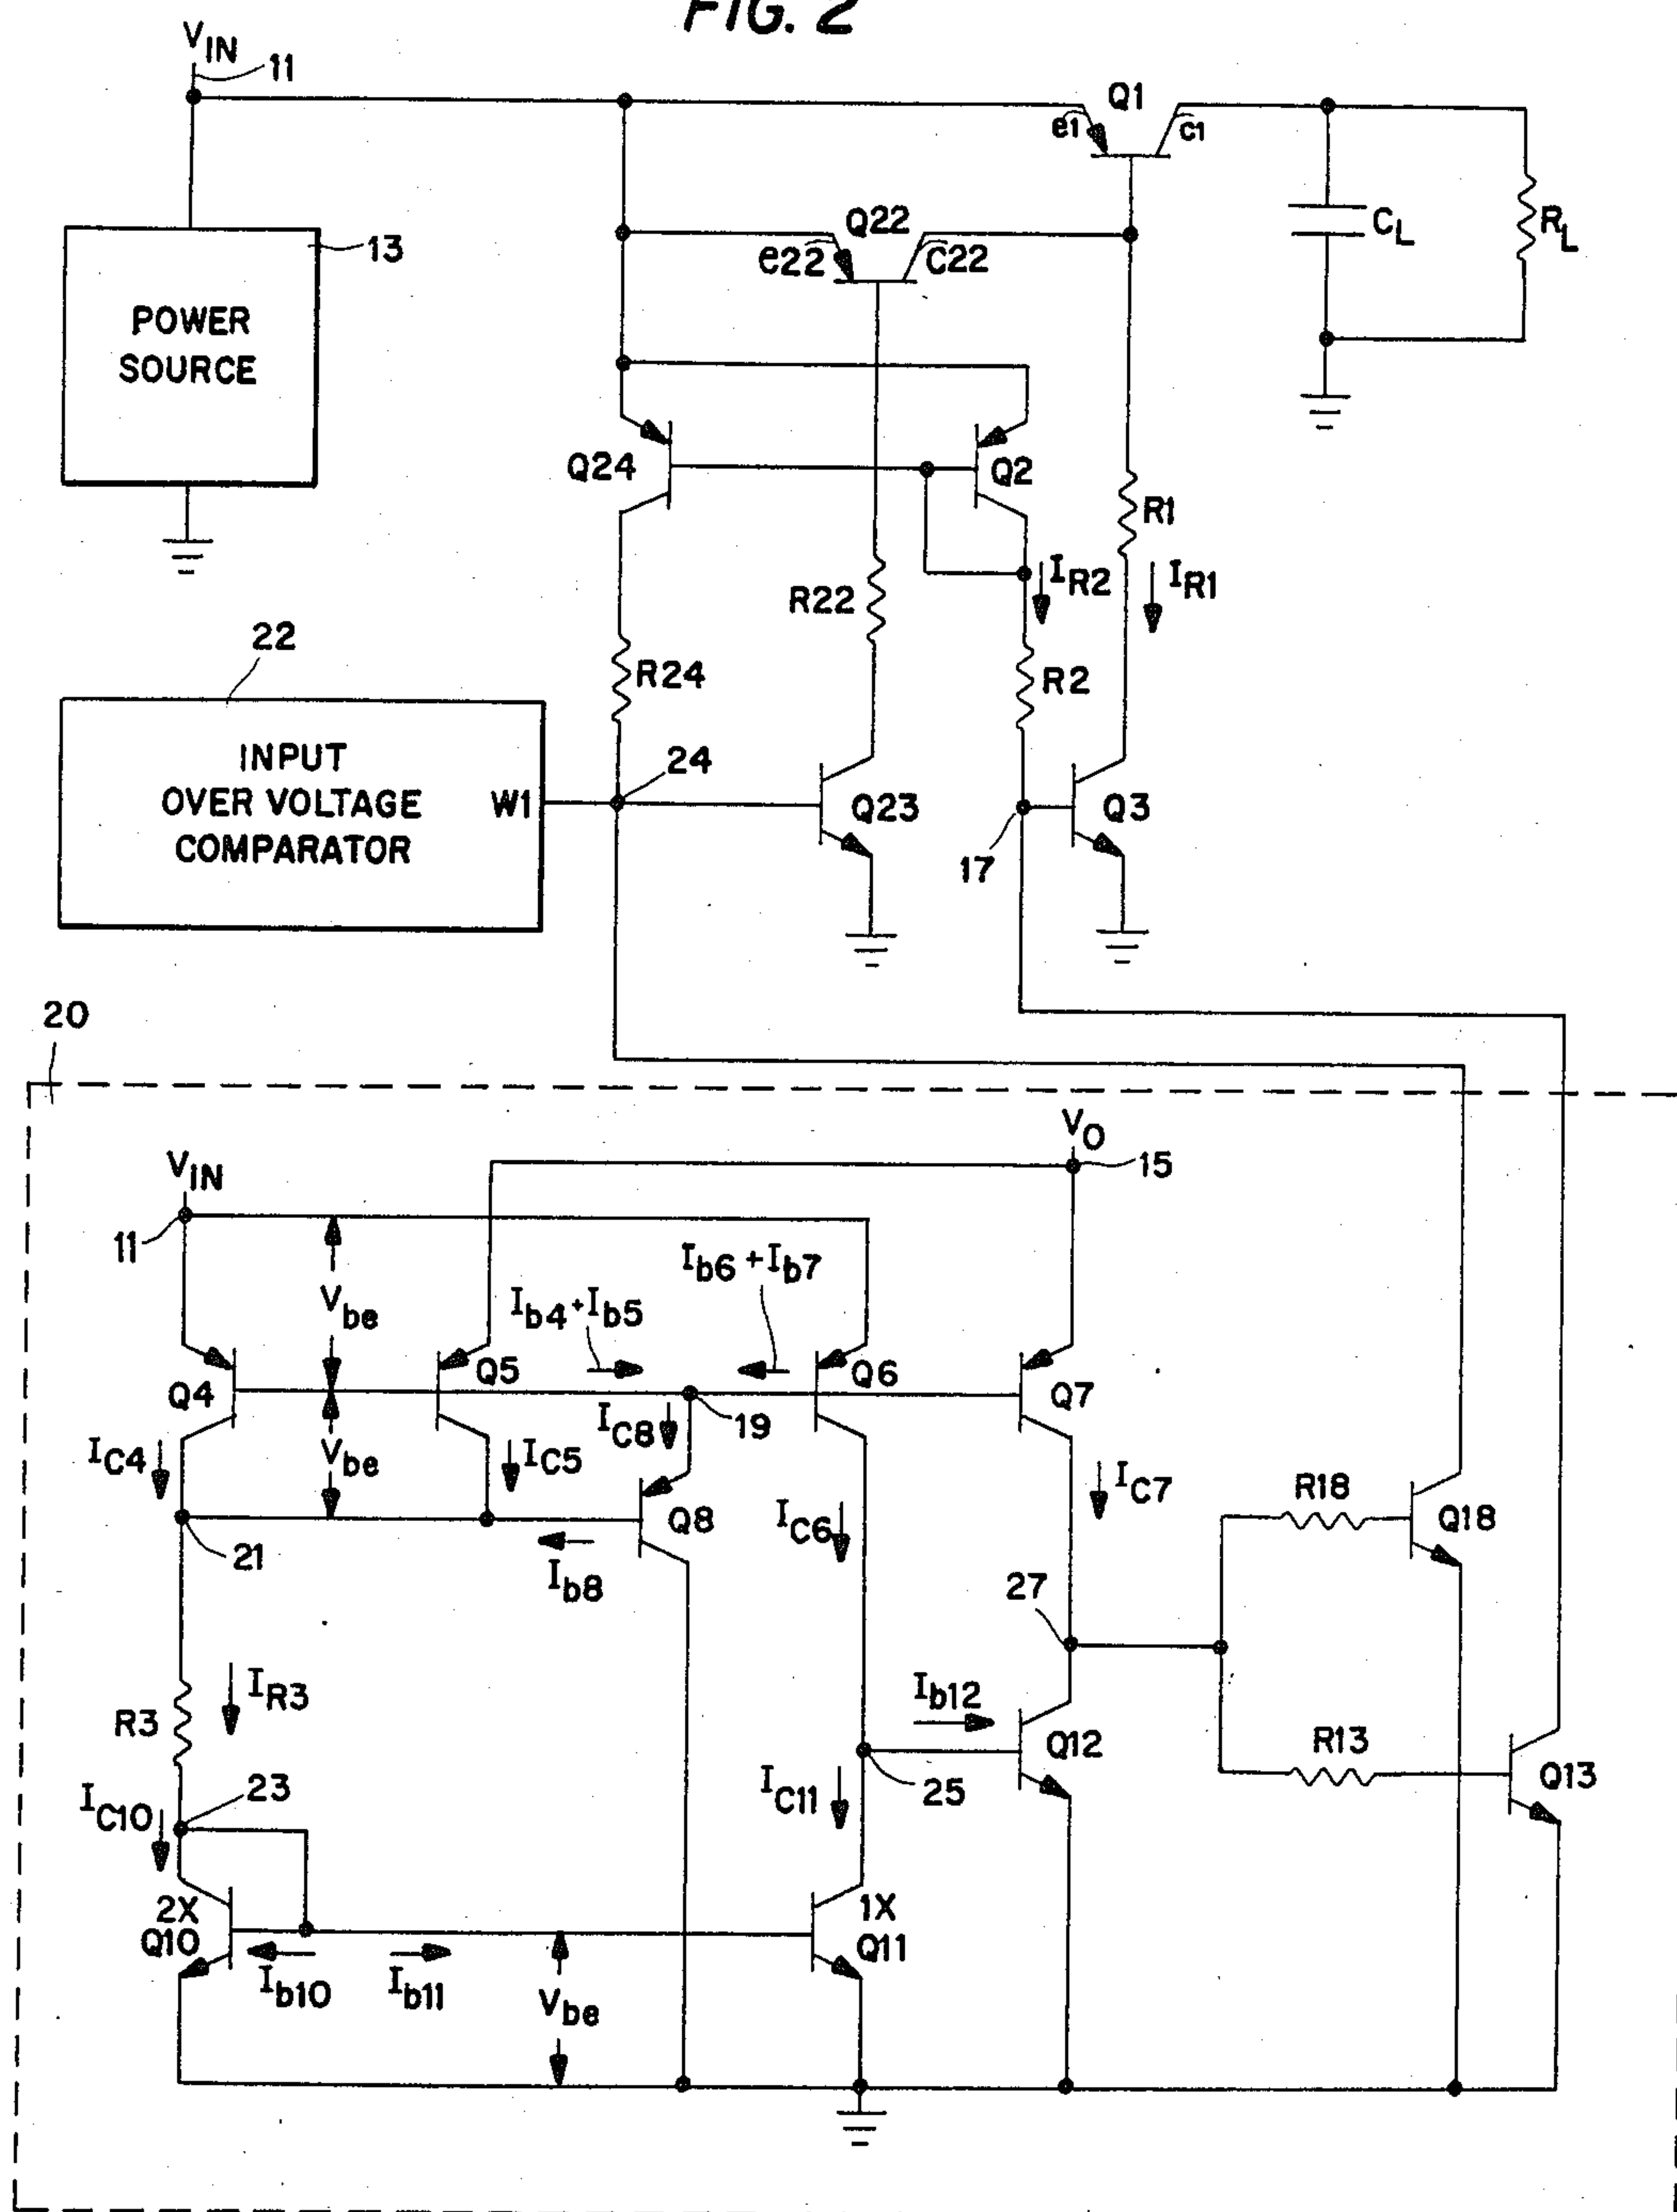 FIG. 2
VIN
11
Q1
e1
c1
13
POWER
SOURCE
Q22
e22
C22
CL
RL
Q24
Q2
R1
IR2
IR1
R22
22
R24
R2
INPUT
OVER VOLTAGE
COMPARATOR
W1
24
Q23
Q3
17
20
VO
15
VIN
11
Vbe
Ib4+Ib5
Ib6+Ib7
Q4
Q5
Q6
Q7
IC4
Vbe
IC5
IC8
19
Q8
IC6
IC7
R18
Q18
21
Ib8
27
IR3
R3
Ib12
Q12
R13
Q13
IC10
23
IC11
25
2X
Q10
1X
Q11
Ib10
Ib11
Vbe